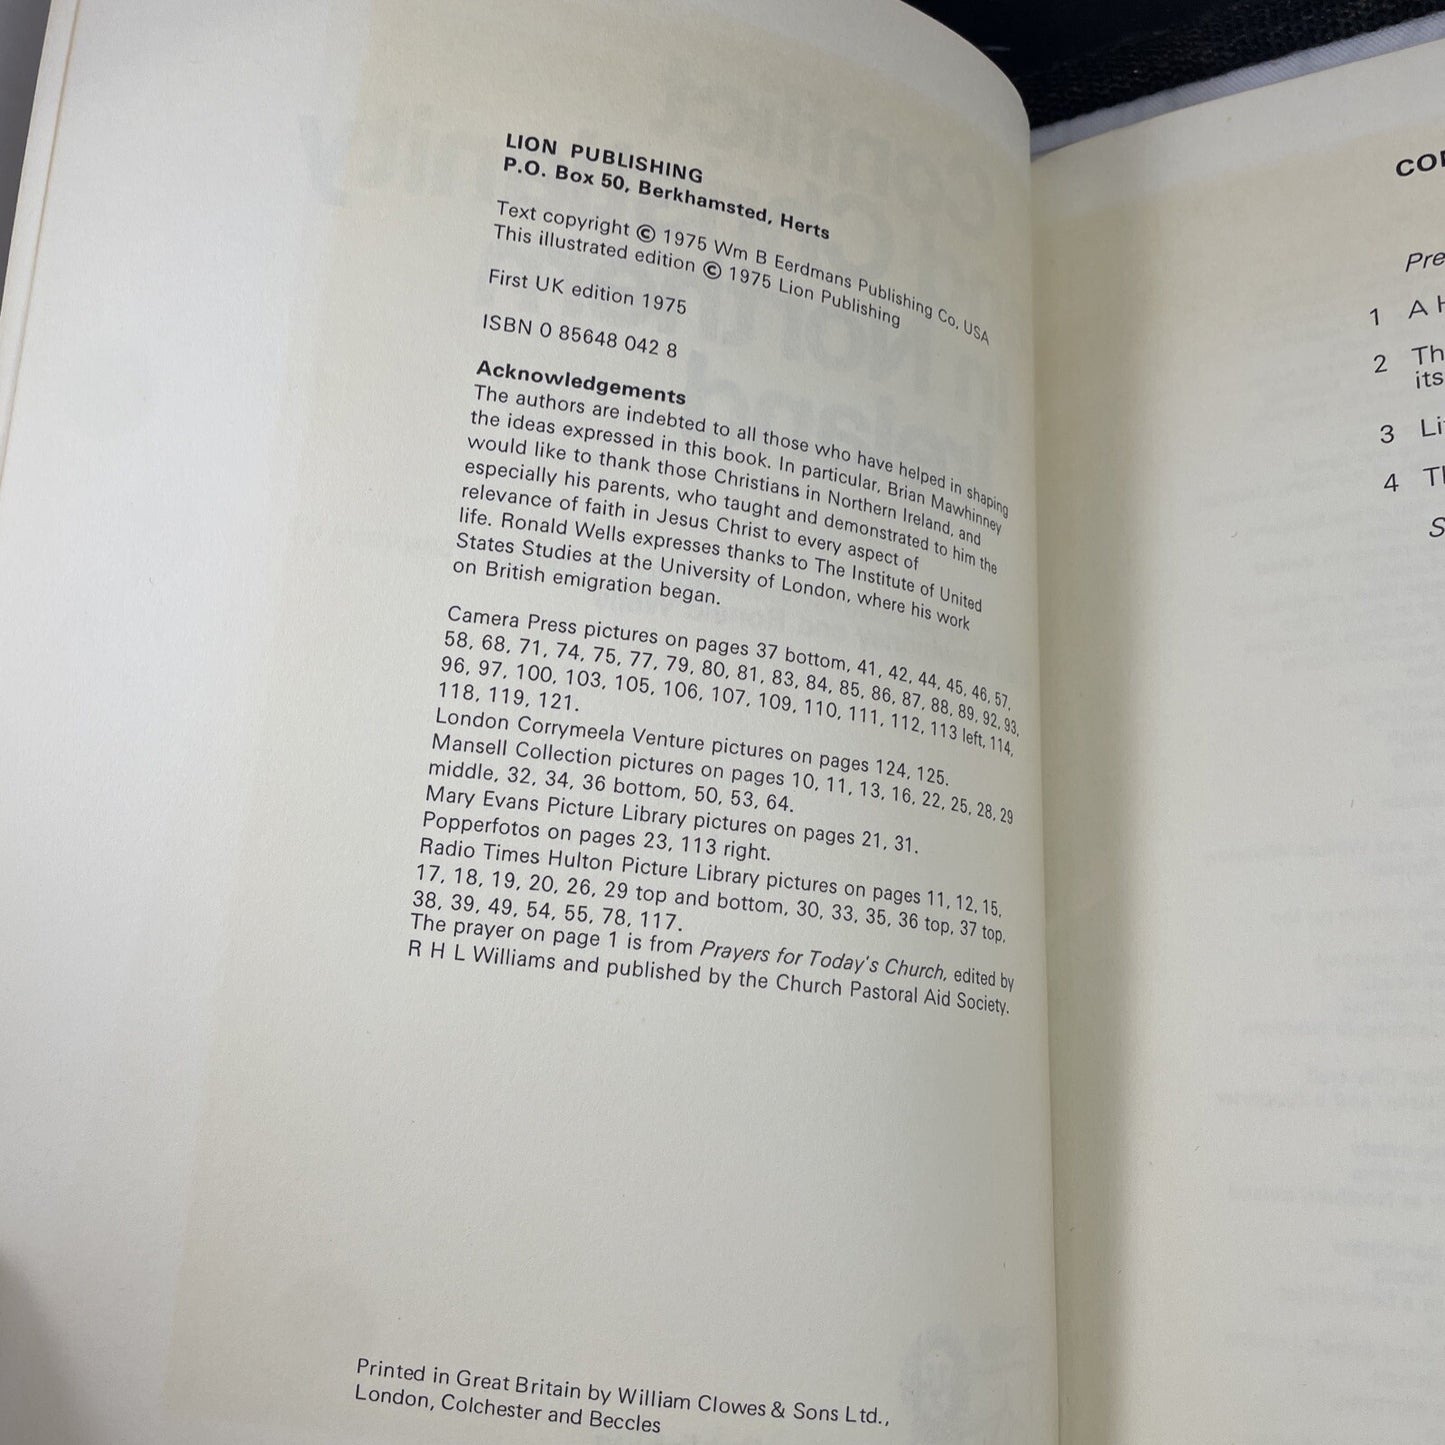 LION PUBLISHING
P.O. Box 50, Berkhamsted, Herts
Text copyright © 1975 Wm B Eerdmans Publishing Co, USA
This illustrated edition © 1975 Lion Publishing
First UK edition 1975
ISBN 0 85648 042 8
Acknowledgements
The authors are indebted to all those who have helped in shaping
the ideas expressed in this book. In particular, Brian Mawhinney
would like to thank those Christians in Northern Ireland, and
especially his parents, who taught and demonstrated to him the
relevance of faith in Jesus Christ to every aspect of
life. Ronald Wells expresses thanks to The Institute of United
States Studies at the University of London, where his work
on British emigration began.
Camera Press pictures on pages 37 bottom, 41, 42, 44, 45, 46, 57,
58, 68, 71, 74, 75, 77, 79, 80, 81, 83, 84, 85, 86, 87, 88, 89, 92, 93,
96, 97, 100, 103, 105, 106, 107, 109, 110, 111, 112, 113 left, 114,
118, 119, 121.
London Corrymeela Venture pictures on pages 124, 125.
Mansell Collection pictures on pages 10, 11, 13, 16, 22, 25, 28, 29
middle, 32, 34, 36 bottom, 50, 53, 64.
Mary Evans Picture Library pictures on pages 21, 31.
Popperfotos on pages 23, 113 right.
Radio Times Hulton Picture Library pictures on pages 11, 12, 15,
17, 18, 19, 20, 26, 29 top and bottom, 30, 33, 35, 36 top, 37 top,
38, 39, 49, 54, 55, 78, 117.
The prayer on page 1 is from Prayers for Today's Church, edited by
R H L Williams and published by the Church Pastoral Aid Society.
Printed in Great Britain by William Clowes & Sons Ltd.,
London, Colchester and Beccles
1 A
2 Th
its
3 Li
4